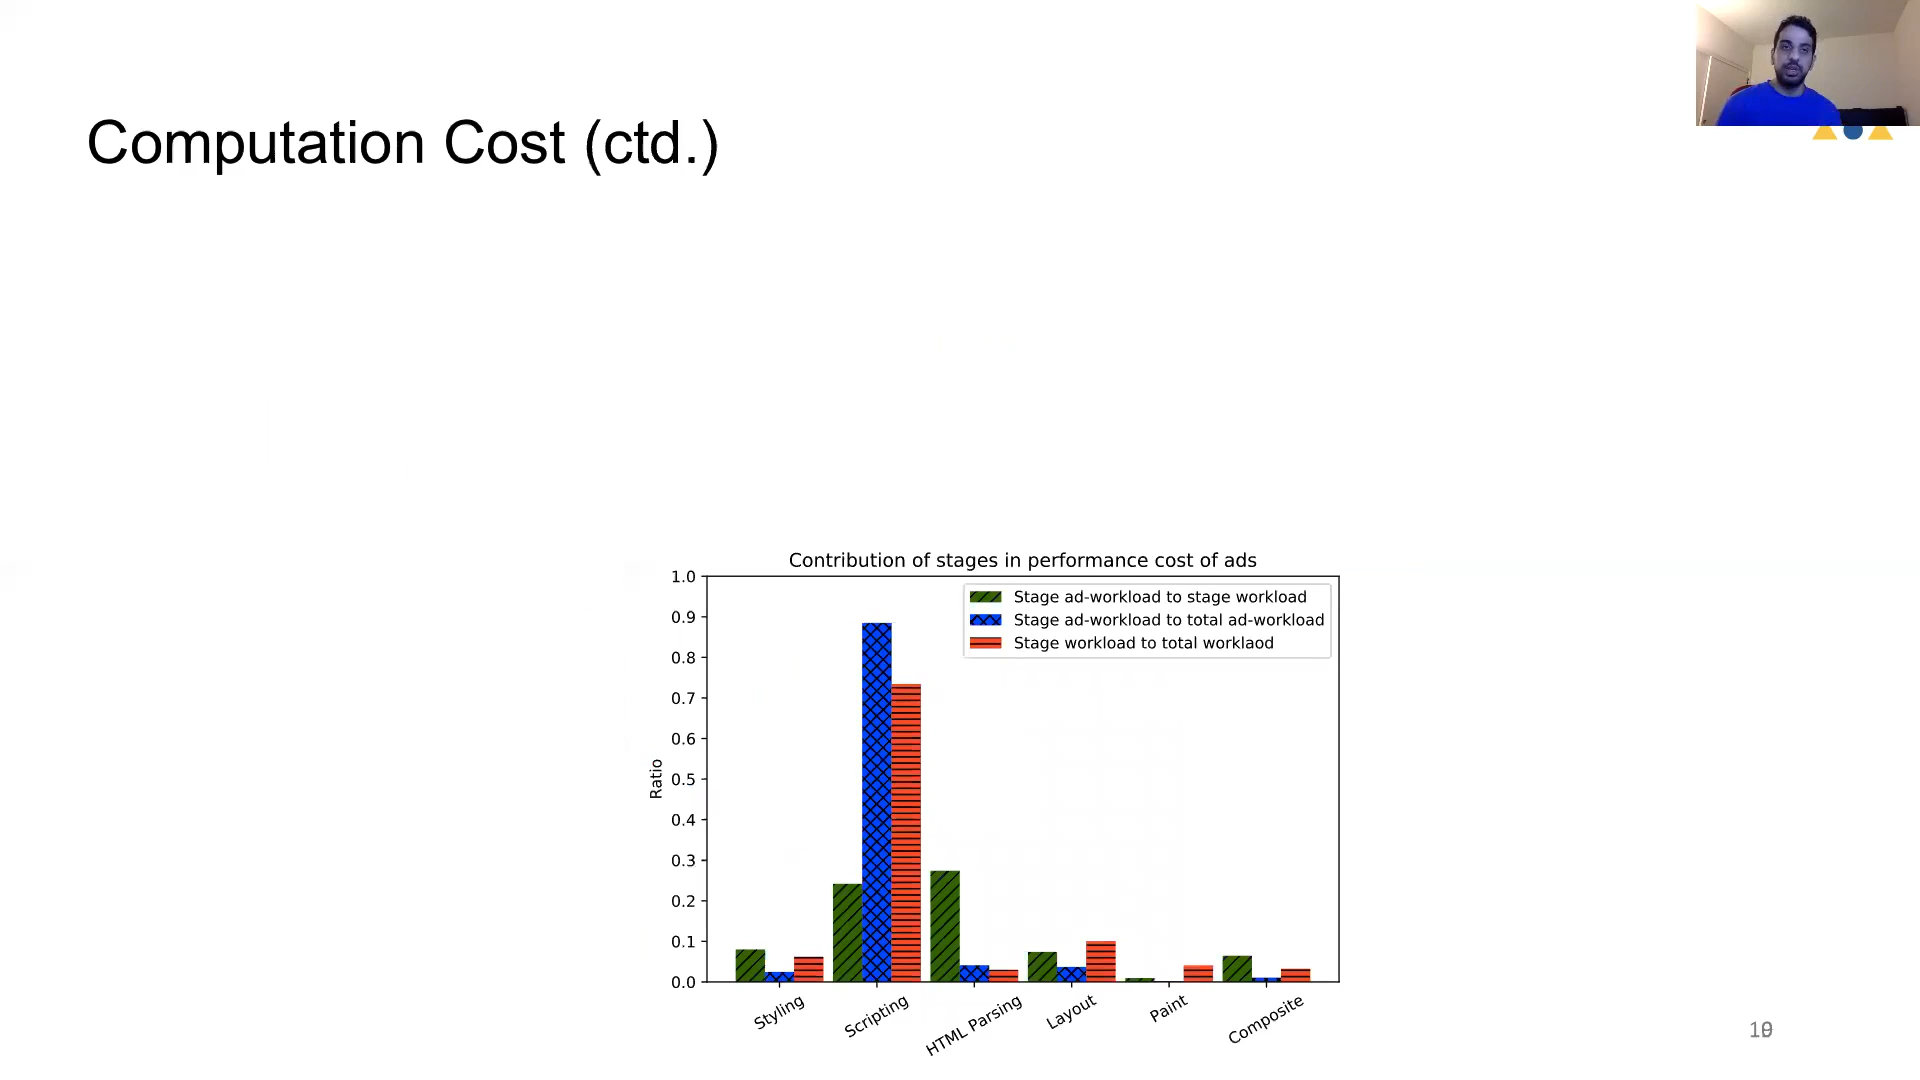 Computation Cost (ctd.)
Contribution of stages in performance cost of ads
Stage ad-workload to stage workload
Stage ad-workload to total ad-workload
Stage workload to total worklaod
Ratio
1.0
0.9
0.8
0.7
0.6
0.5
0.4
0.3
0.2
0.1
0.0
Styling
Scripting
HTML Parsing
Layout
Paint
Composite